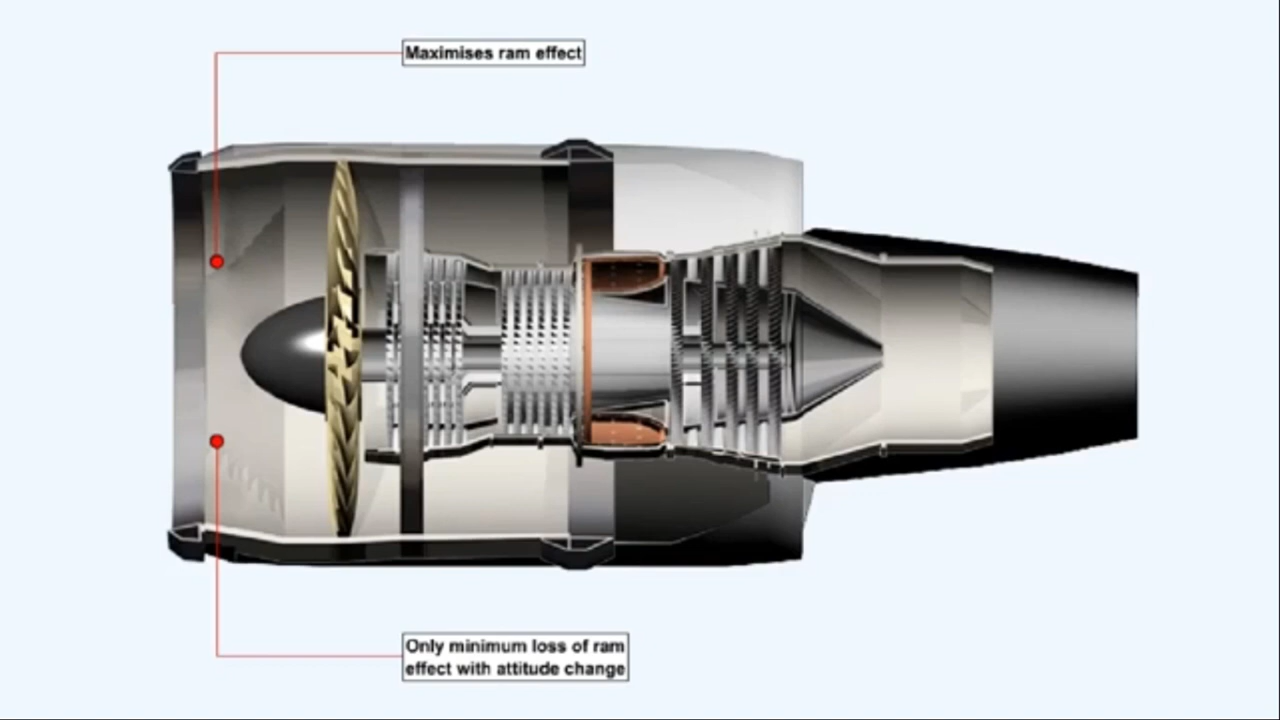 Maximises ram effect
Only minimum loss of ram
effect with attitude change